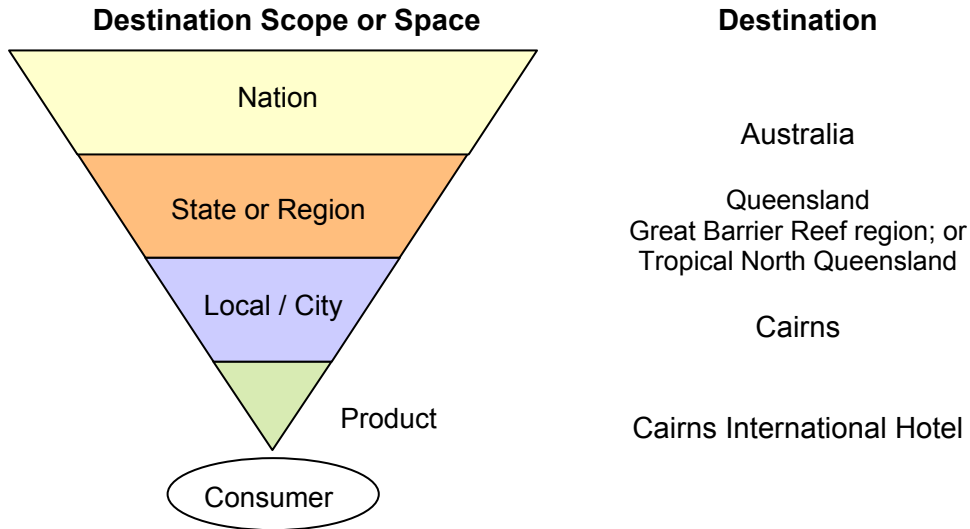 Destination Scope or Space
Destination
Nation
Australia
State or Region
Queensland
Great Barrier Reef region; or
Tropical North Queensland
Local / City
Cairns
Product
Cairns International Hotel
Consumer